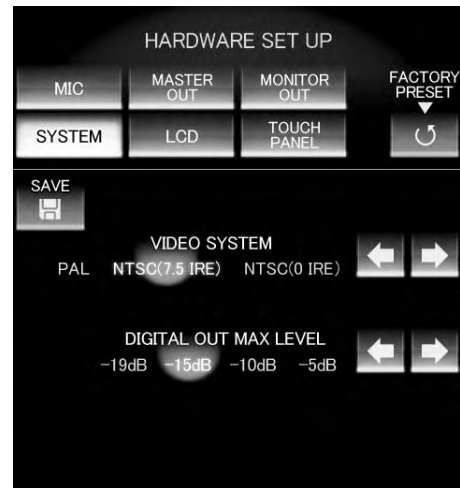 HARDWARE SET UP
MIC
MASTER
OUT
MONITOR
OUT
FACTORY
PRESET
SYSTEM
LCD
TOUCH
PANEL
SAVE
VIDEO SYSTEM
PAL NTSC(7.5 IRE) NTSC(0 IRE)
DIGITAL OUT MAX LEVEL
-19dB -15dB -10dB -5dB